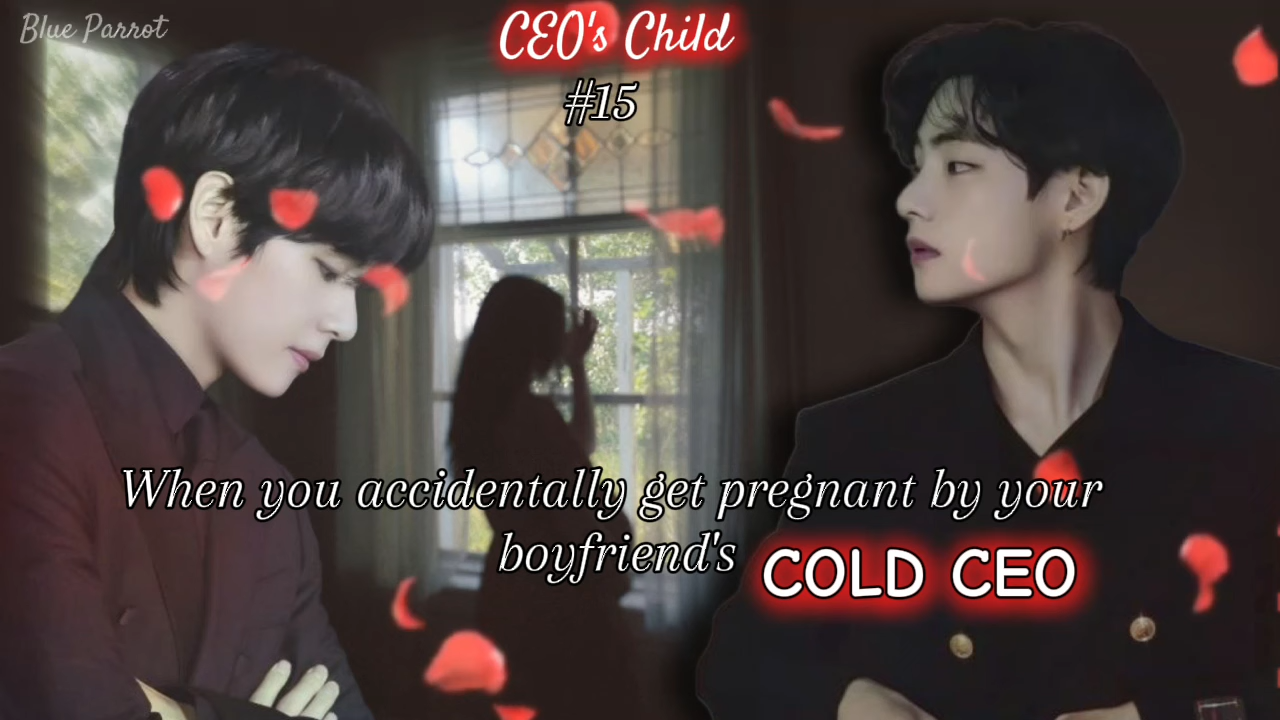 Blue Parrot
CEO's Child
#15
When you accidentally get pregnant by your
boyfriend's COLD CEO